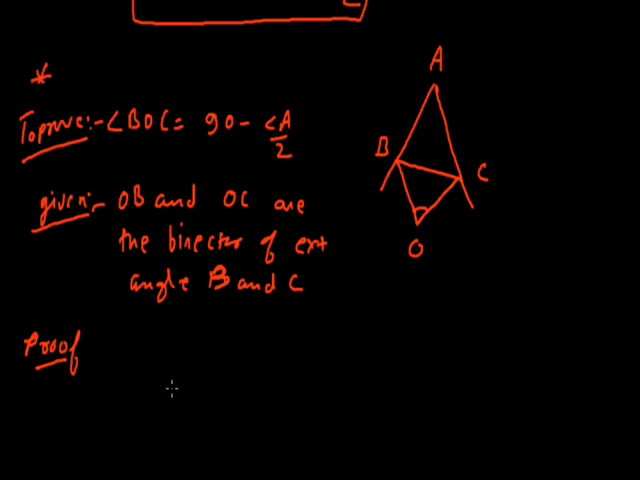 *
To prove:- ∠BOC = 90 - ∠A/2
given:- OB and OC are
the bisector of ext
angle B and C
Proof
A
B
C
O